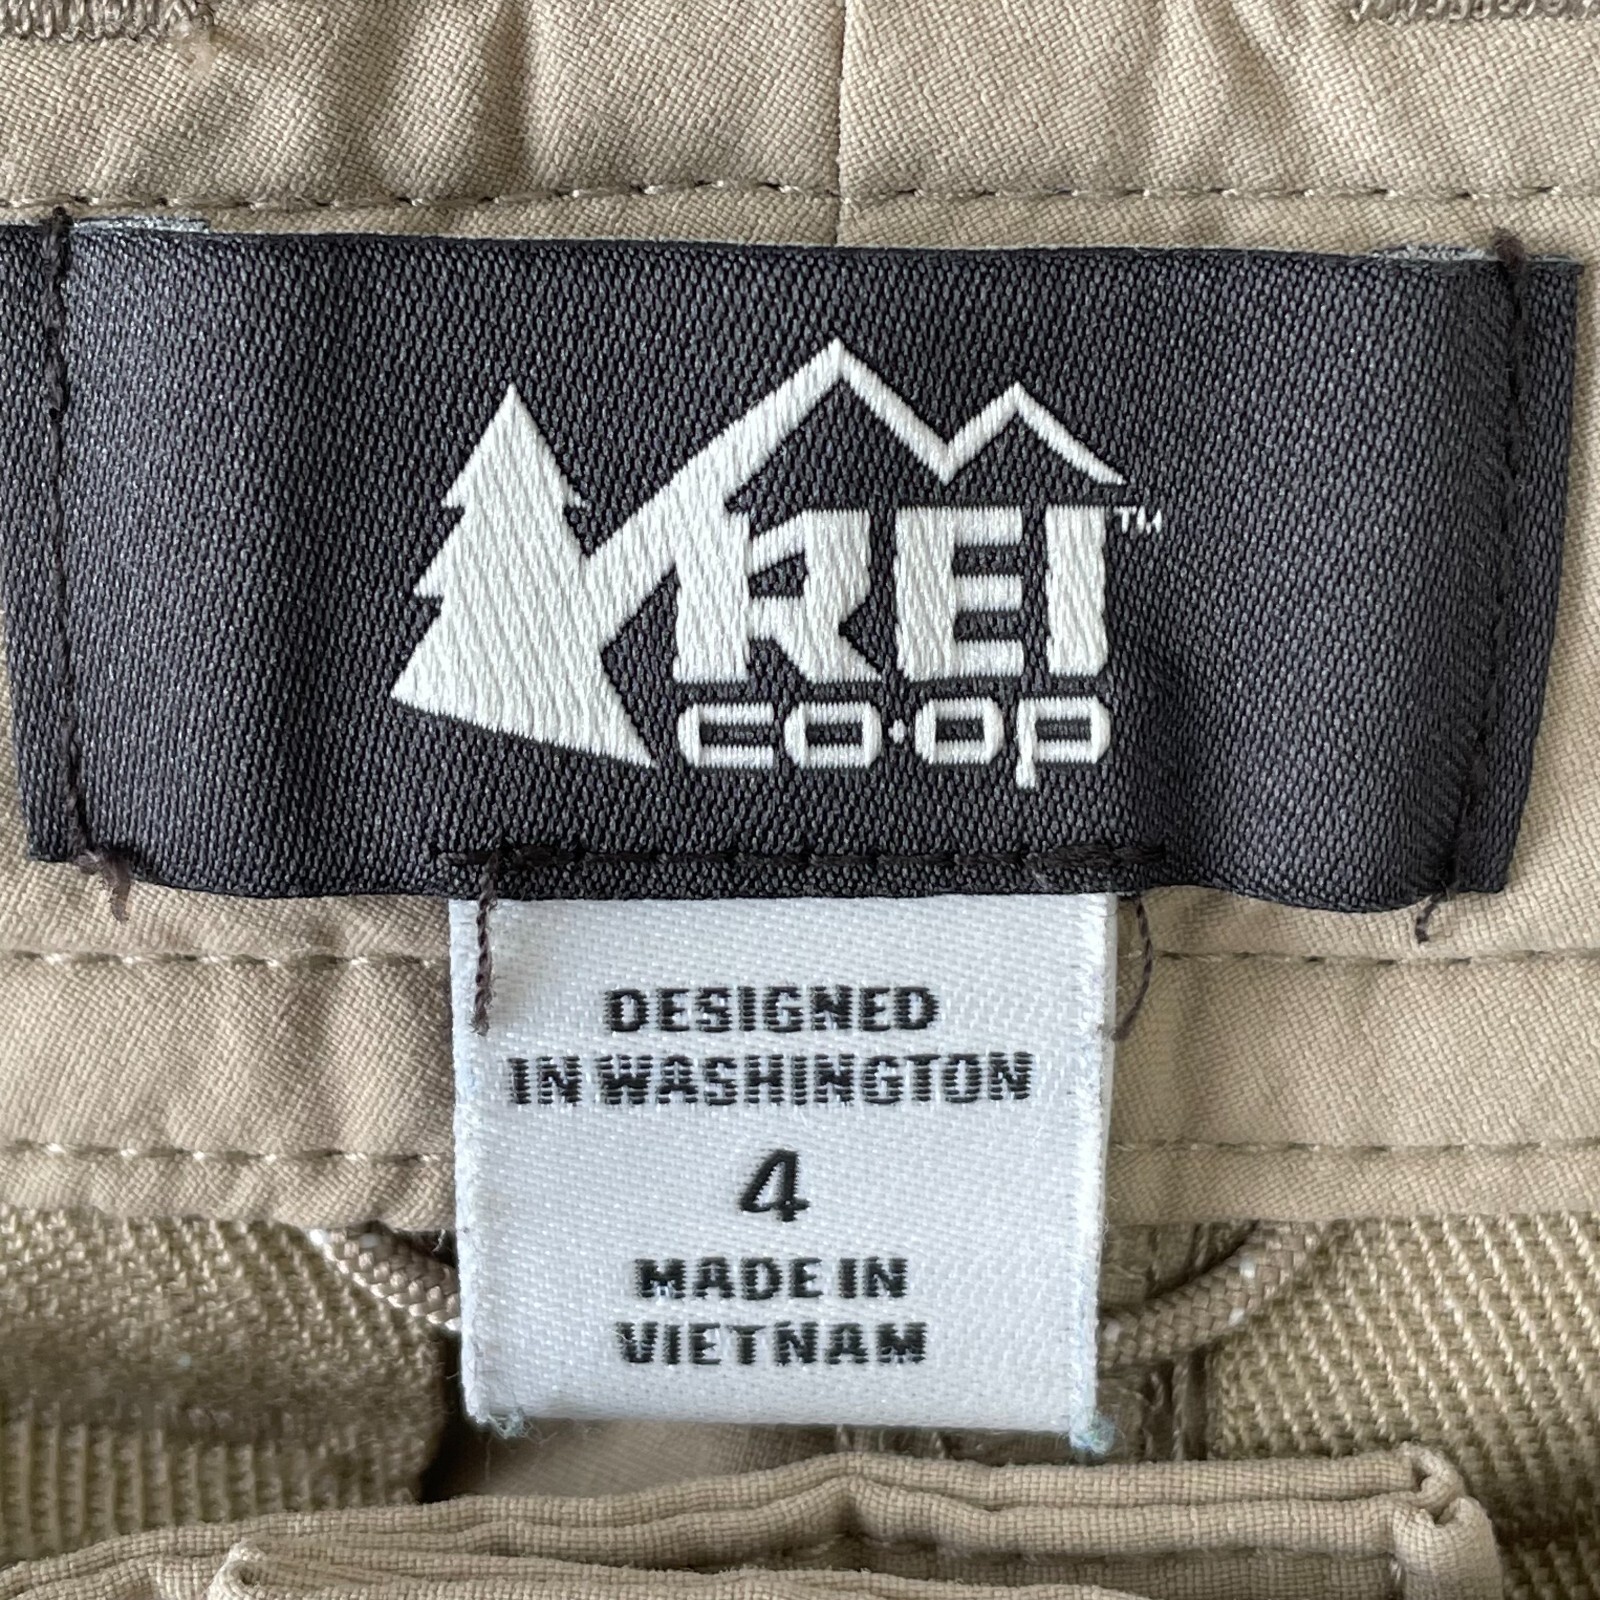 REI™
co·op
DESIGNED
IN WASHINGTON
4
MADE IN
VIETNAM